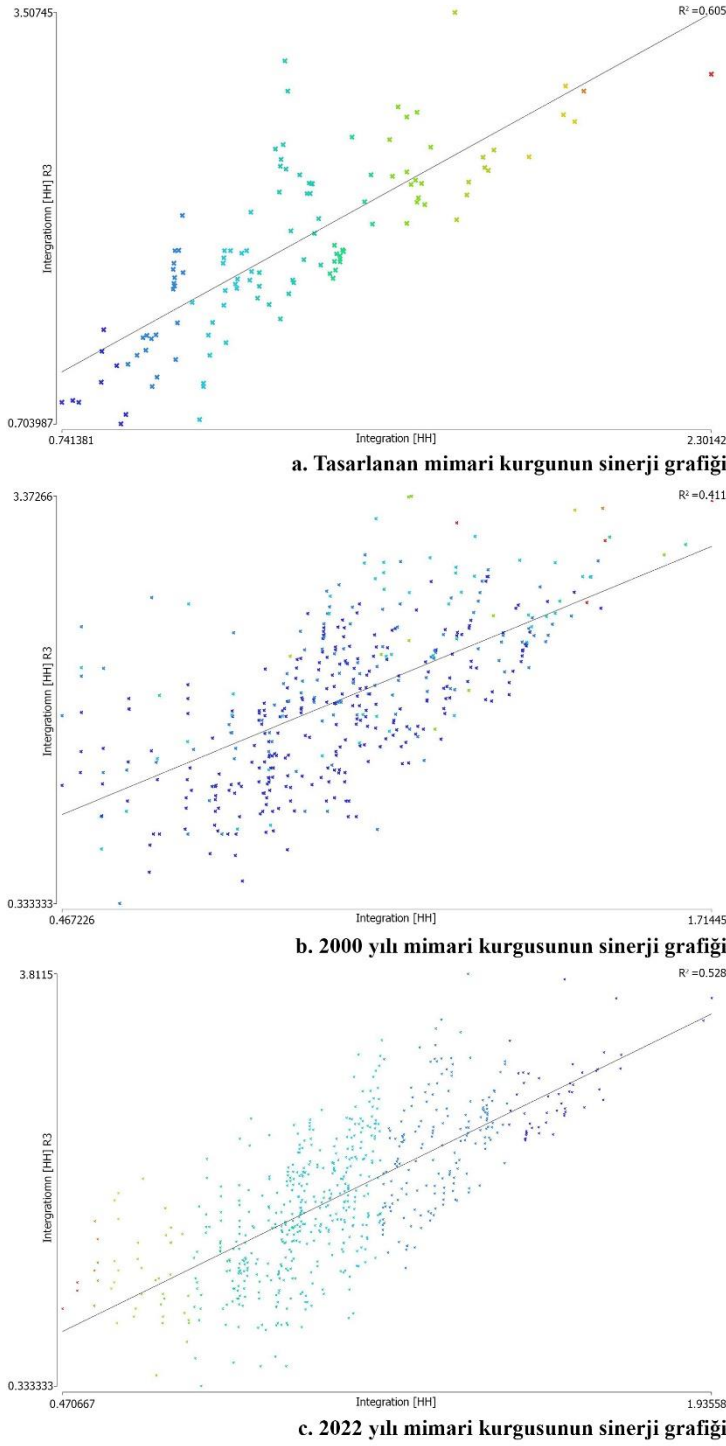 3.50745
R² =0.605
Intergratiomn [HH] R3
0.703987
0.741381
Integration [HH]
2.30142
a. Tasarlanan mimari kurgunun sinerji grafiği
3.37266
R² =0.411
Intergratiomn [HH] R3
0.333333
0.467226
Integration [HH]
1.71445
b. 2000 yılı mimari kurgusunun sinerji grafiği
3.8115
R² =0.528
Intergratiomn [HH] R3
0.333333
0.470667
Integration [HH]
1.93558
c. 2022 yılı mimari kurgusunun sinerji grafiği